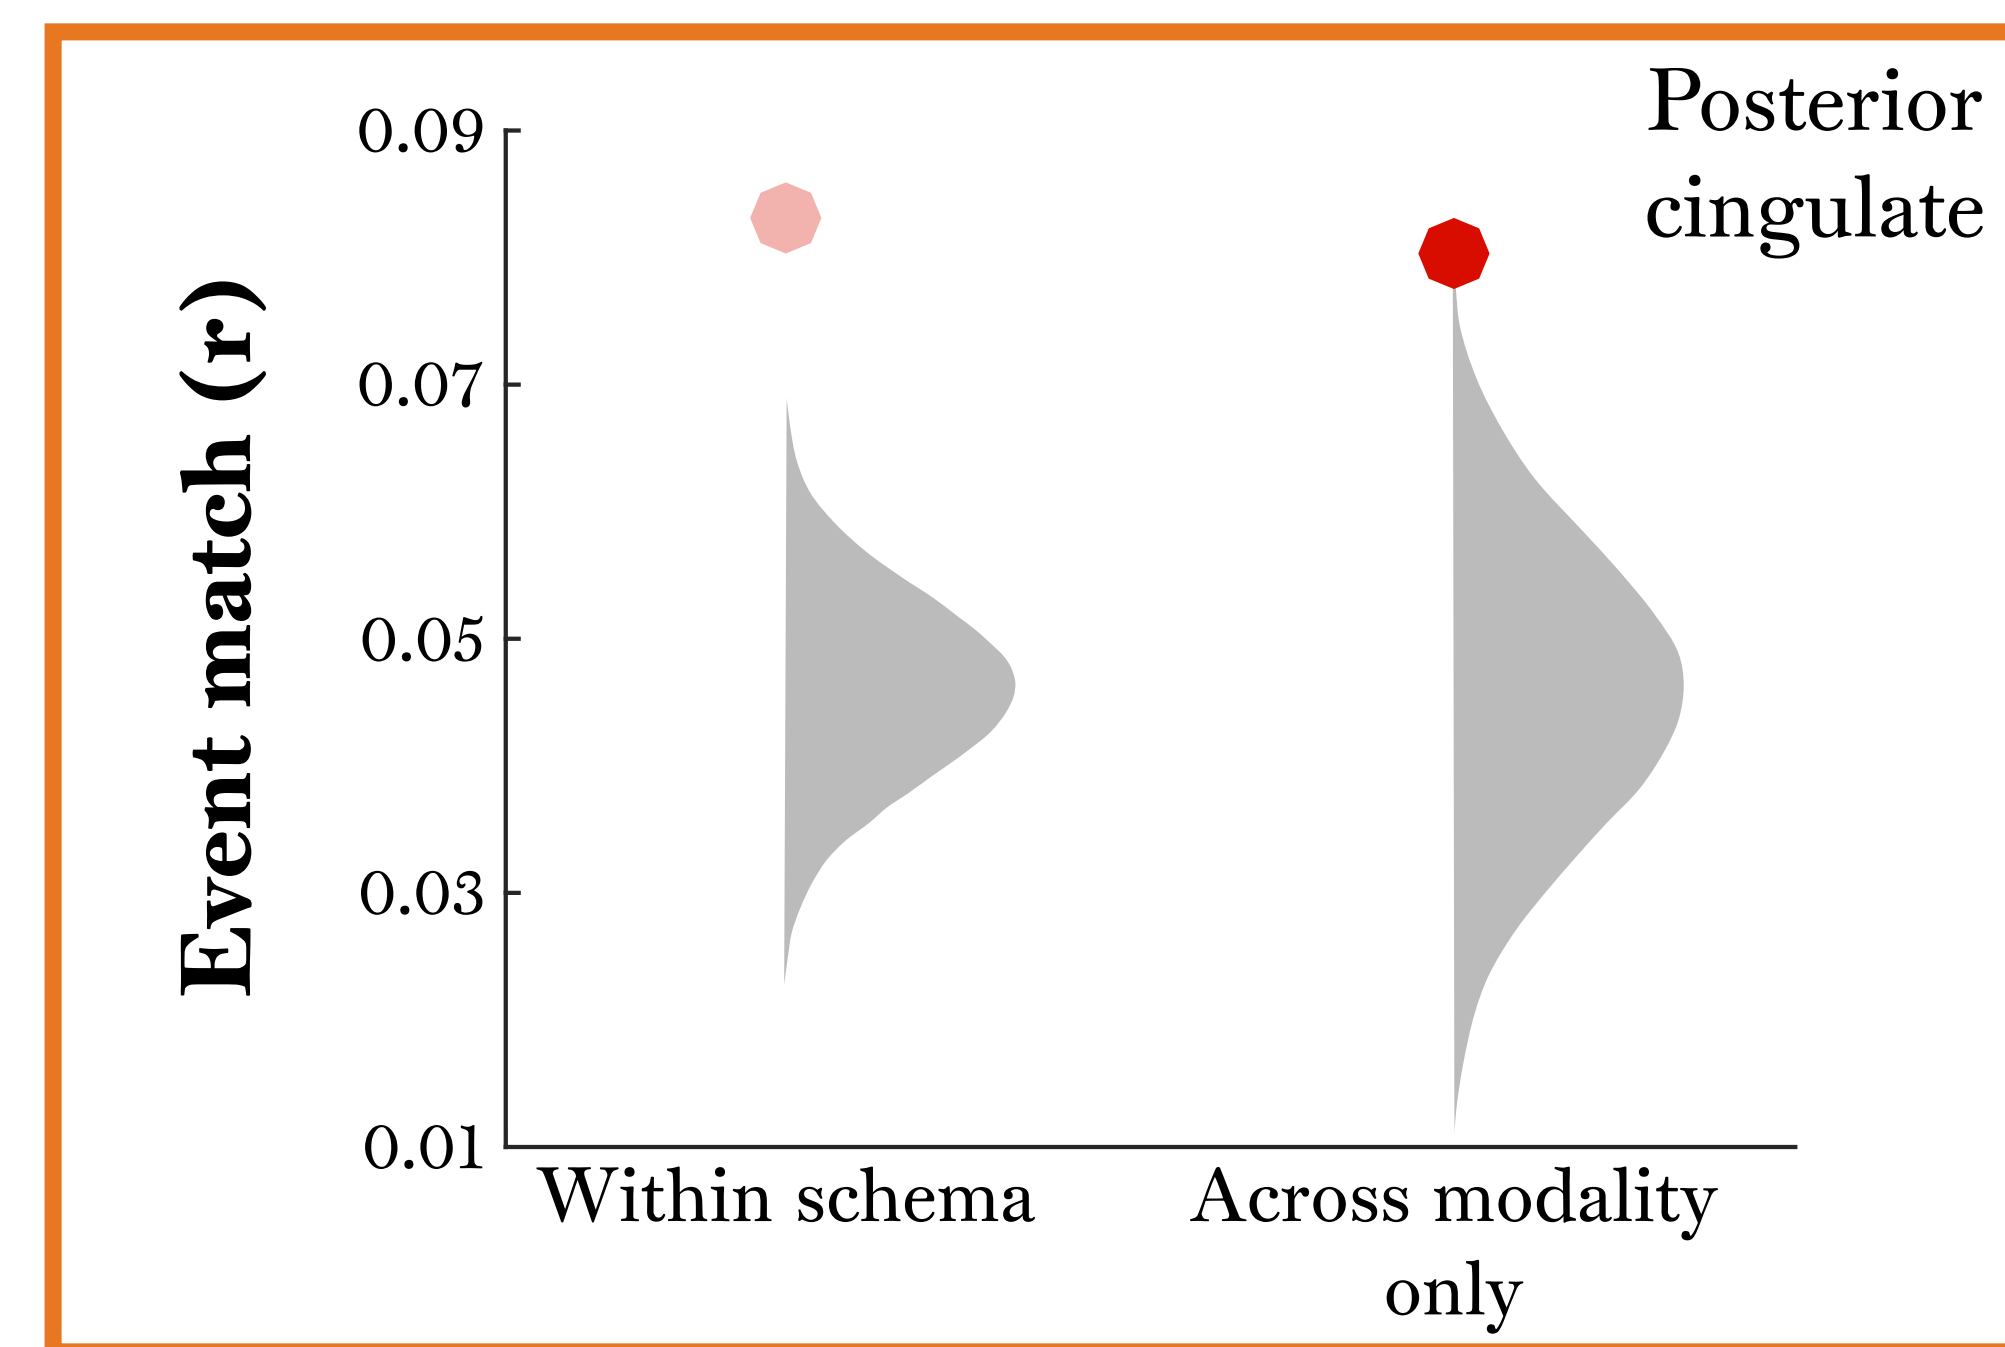 Posterior
cingulate
Event match (r)
0.09
0.07
0.05
0.03
0.01
Within schema
Across modality
only